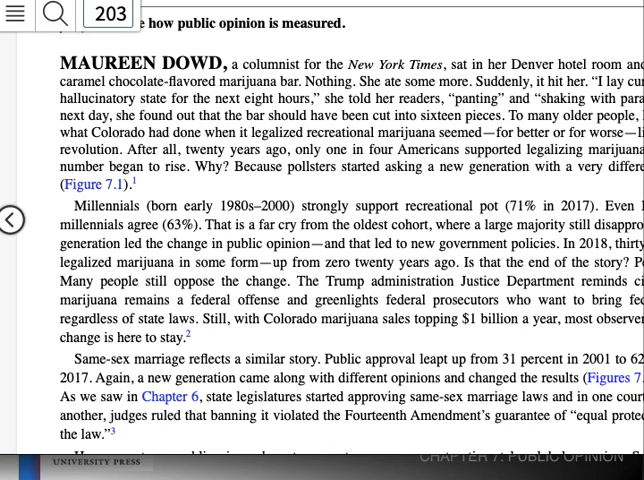 203
how public opinion is measured.
MAUREEN DOWD, a columnist for the New York Times, sat in her Denver hotel room and
caramel chocolate-flavored marijuana bar. Nothing. She ate some more. Suddenly, it hit her. “I lay cu
hallucinatory state for the next eight hours,” she told her readers, “panting” and “shaking with para
next day, she found out that the bar should have been cut into sixteen pieces. To many older people,
what Colorado had done when it legalized recreational marijuana seemed—for better or for worse—li
revolution. After all, twenty years ago, only one in four Americans supported legalizing marijuana
number began to rise. Why? Because pollsters started asking a new generation with a very differe
(Figure 7.1).1
Millennials (born early 1980s–2000) strongly support recreational pot (71% in 2017). Even
millennials agree (63%). That is a far cry from the oldest cohort, where a large majority still disappro
generation led the change in public opinion—and that led to new government policies. In 2018, thirty
legalized marijuana in some form—up from zero twenty years ago. Is that the end of the story? P
Many people still oppose the change. The Trump administration Justice Department reminds ci
marijuana remains a federal offense and greenlights federal prosecutors who want to bring fed
regardless of state laws. Still, with Colorado marijuana sales topping $1 billion a year, most observe
change is here to stay.2
Same-sex marriage reflects a similar story. Public approval leapt up from 31 percent in 2001 to 62
2017. Again, a new generation came along with different opinions and changed the results (Figures 7.
As we saw in Chapter 6, state legislatures started approving same-sex marriage laws and in one cour
another, judges ruled that banning it violated the Fourteenth Amendment’s guarantee of “equal prote
the law.”3
UNIVERSITY PRESS
CHAPTER 7: PUBLIC OPINION